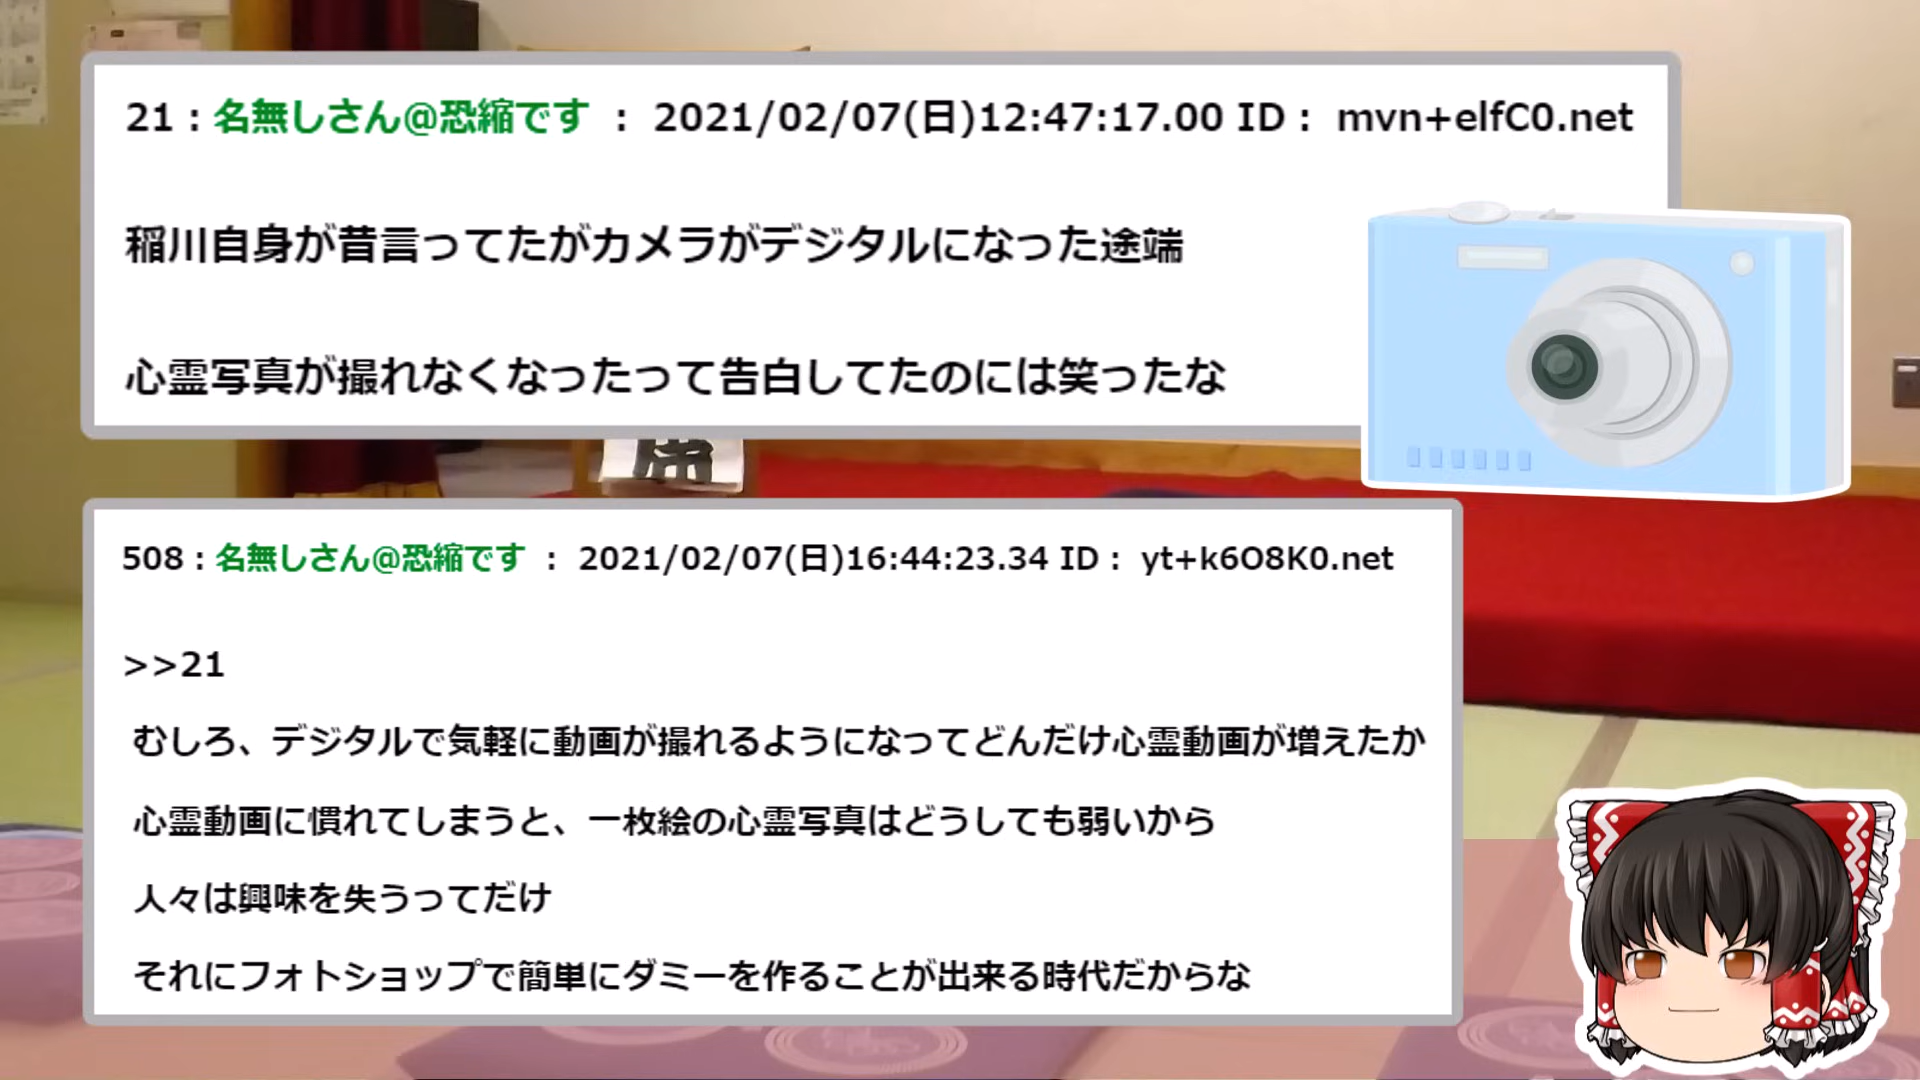 21：名無しさん@恐縮です ： 2021/02/07(日)12:47:17.00 ID： mvn+elfC0.net
稲川自身が昔言ってたがカメラがデジタルになった途端
心霊写真が撮れなくなったって告白してたのには笑ったな
508：名無しさん@恐縮です ： 2021/02/07(日)16:44:23.34 ID： yt+k6O8K0.net
>>21
むしろ、デジタルで気軽に動画が撮れるようになってどんだけ心霊動画が増えたか
心霊動画に慣れてしまうと、一枚絵の心霊写真はどうしても弱いから
人々は興味を失うってだけ
それにフォトショップで簡単にダミーを作ることが出来る時代だからな